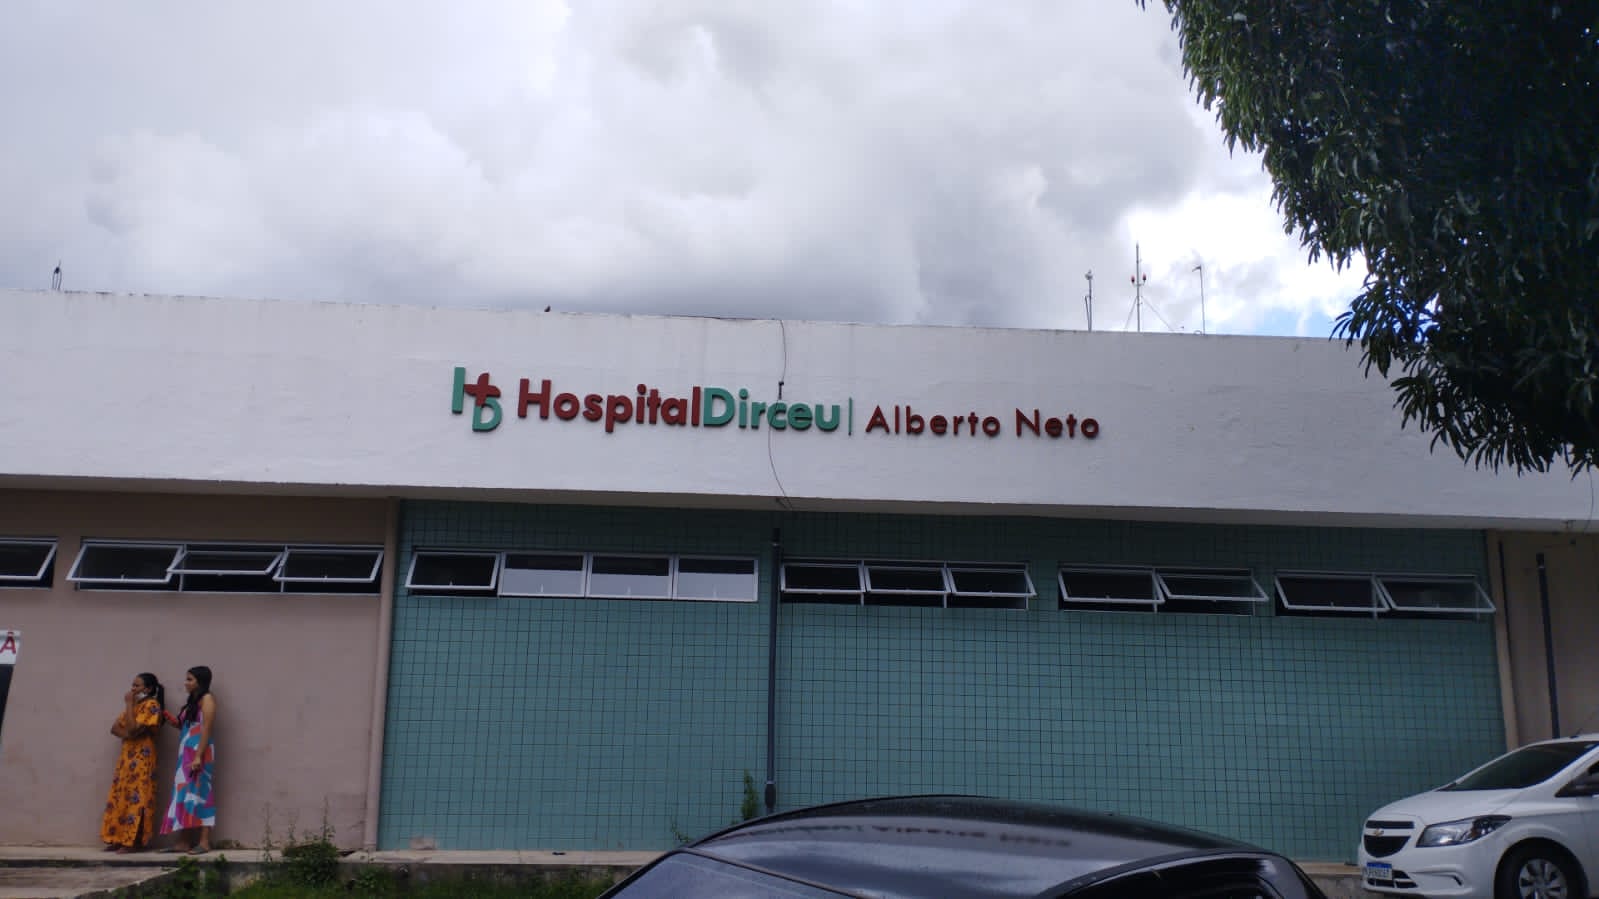 HD HospitalDirceu | Alberto Neto
Â